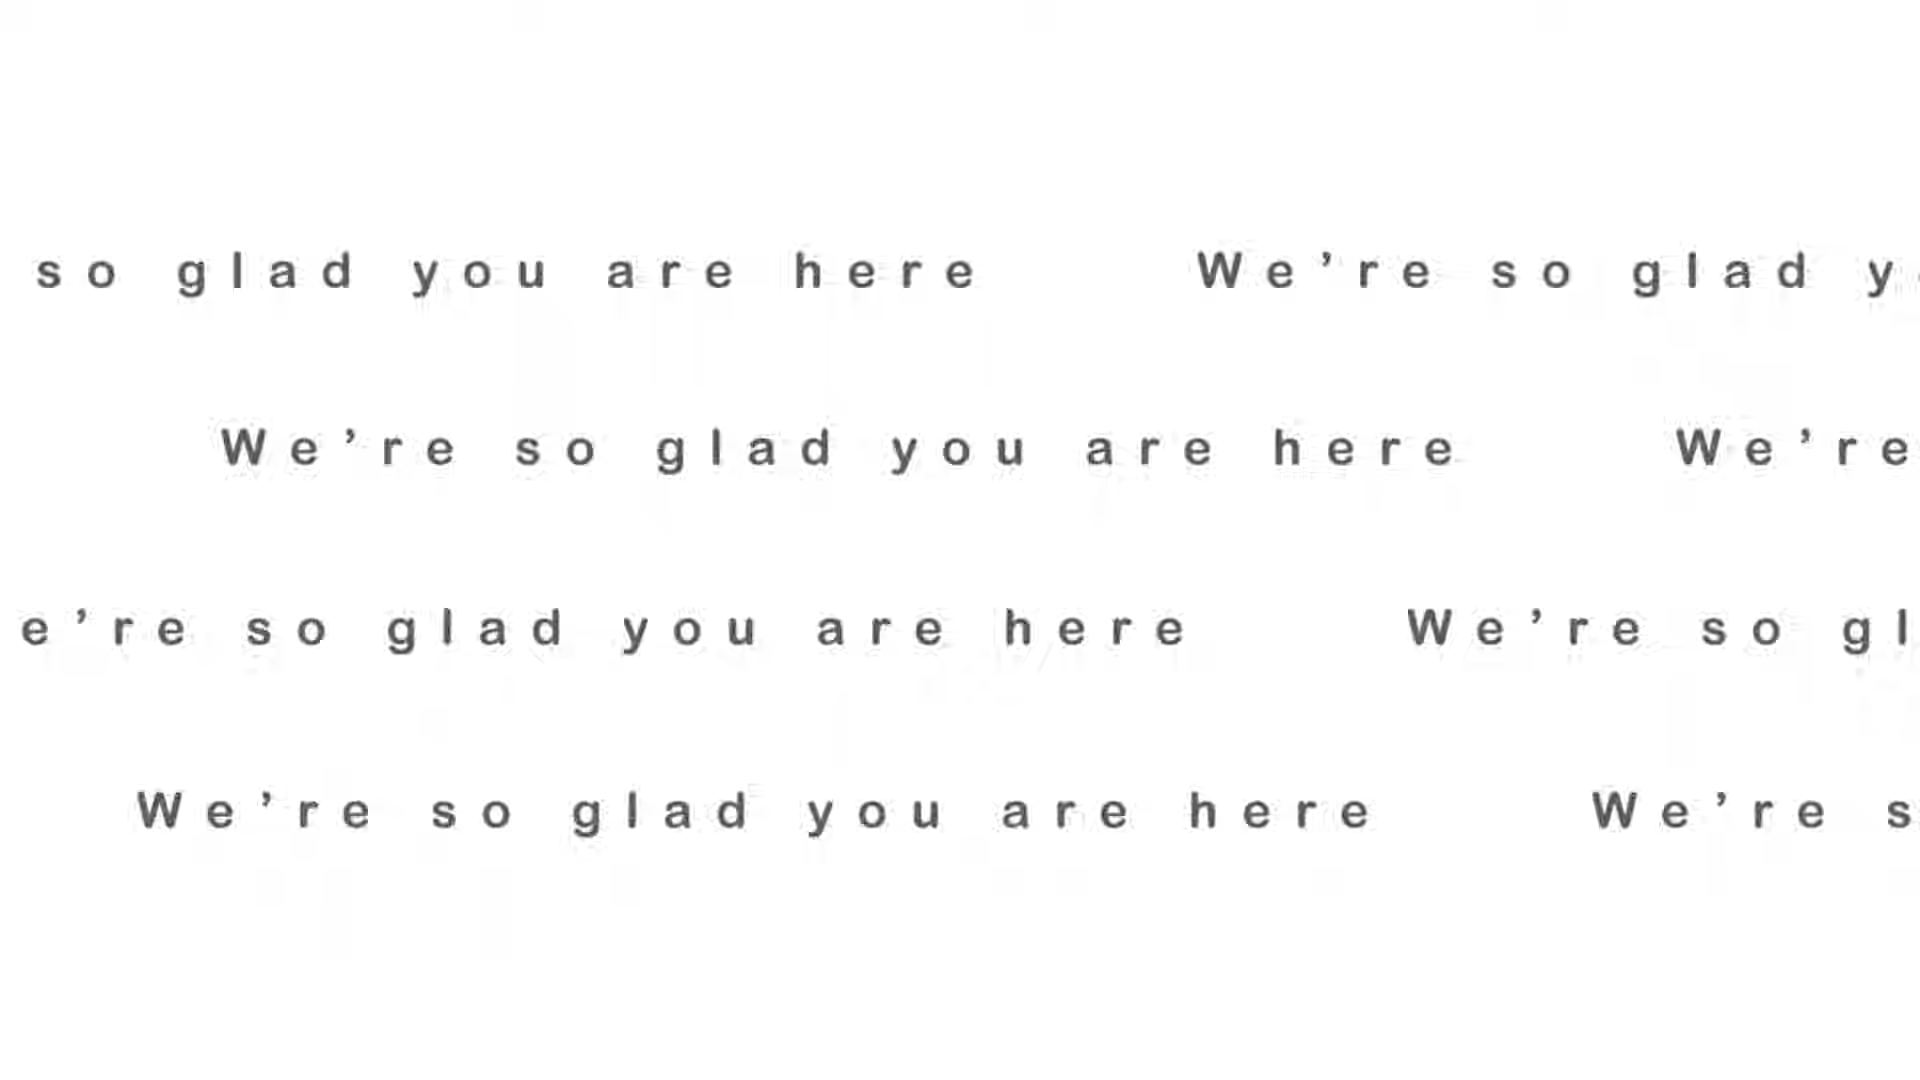 so glad you are here We’re so glad y
We’re so glad you are here We’re
e’re so glad you are here We’re so gl
We’re so glad you are here We’re s